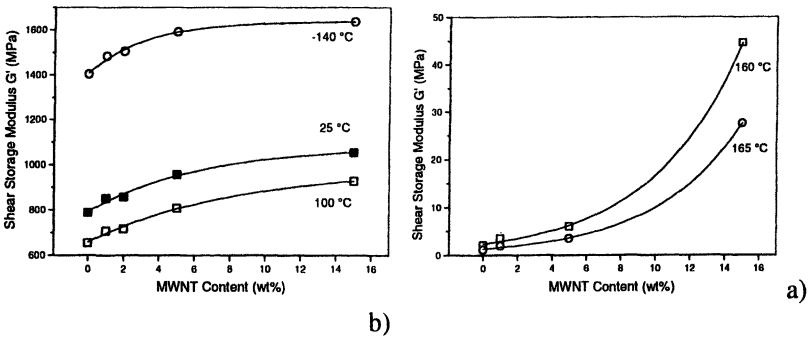 1600
1400
1200
1000
800
600
Shear Storage Modulus G' (MPa)
-140 °C
25 °C
100 °C
0 2 4 6 8 10 12 14 16
MWNT Content (wt%)
b)
50
40
30
20
10
0
Shear Storage Modulus G' (MPa)
160 °C
165 °C
0 2 4 6 8 10 12 14 16
MWNT Content (wt%)
a)